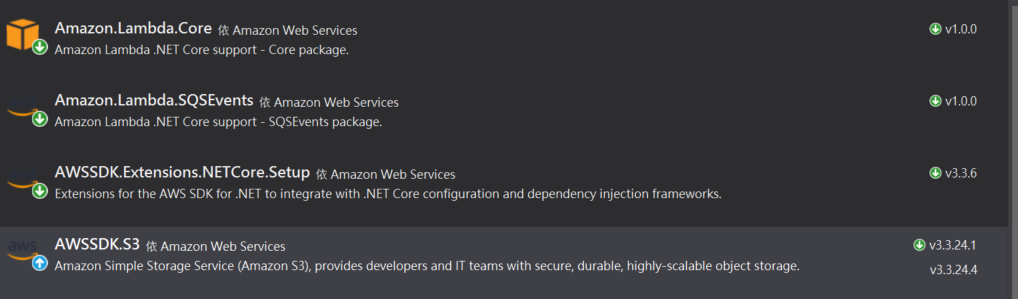 Amazon.Lambda.Core 依 Amazon Web Services v1.0.0
Amazon Lambda .NET Core support - Core package.
Amazon.Lambda.SQSEvents 依 Amazon Web Services v1.0.0
Amazon Lambda .NET Core support - SQSEvents package.
AWSSDK.Extensions.NETCore.Setup 依 Amazon Web Services v3.3.6
Extensions for the AWS SDK for .NET to integrate with .NET Core configuration and dependency injection frameworks.
aws
AWSSDK.S3 依 Amazon Web Services v3.3.24.1
Amazon Simple Storage Service (Amazon S3), provides developers and IT teams with secure, durable, highly-scalable object storage. v3.3.24.4